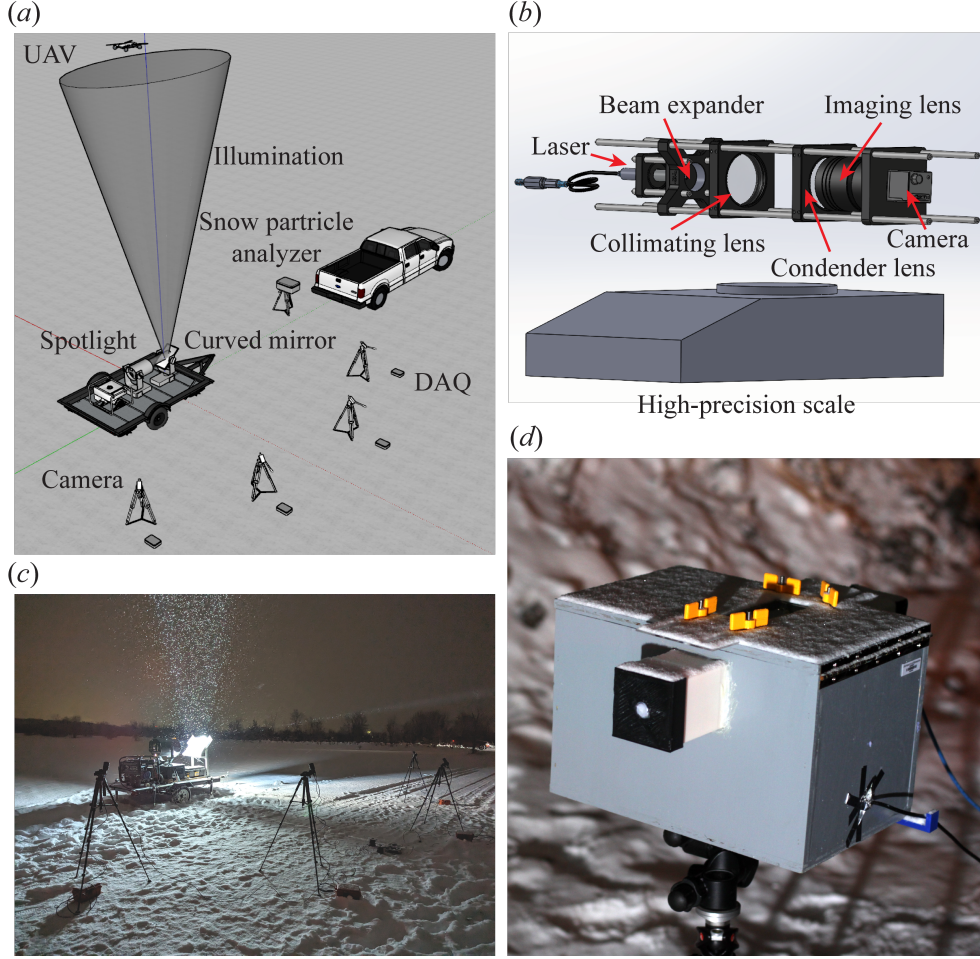 (a)
UAV
Illumination
Snow partricle
analyzer
Spotlight
Curved mirror
DAQ
Camera
(b)
Beam expander
Imaging lens
Laser
Collimating lens
Camera
Condender lens
High-precision scale
(c)
(d)